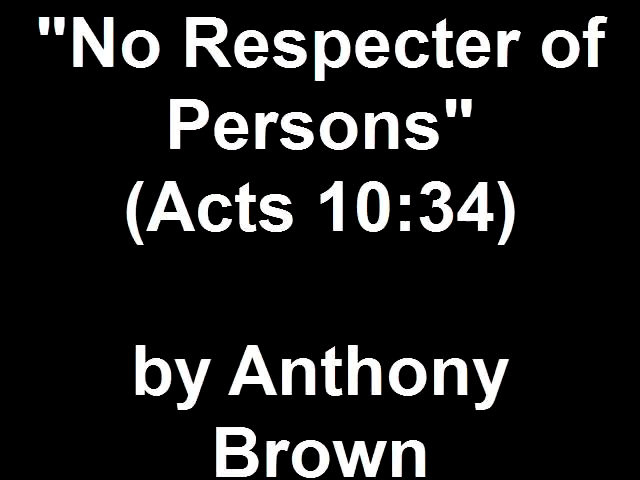 "No Respecter of
Persons"
(Acts 10:34)
by Anthony
Brown